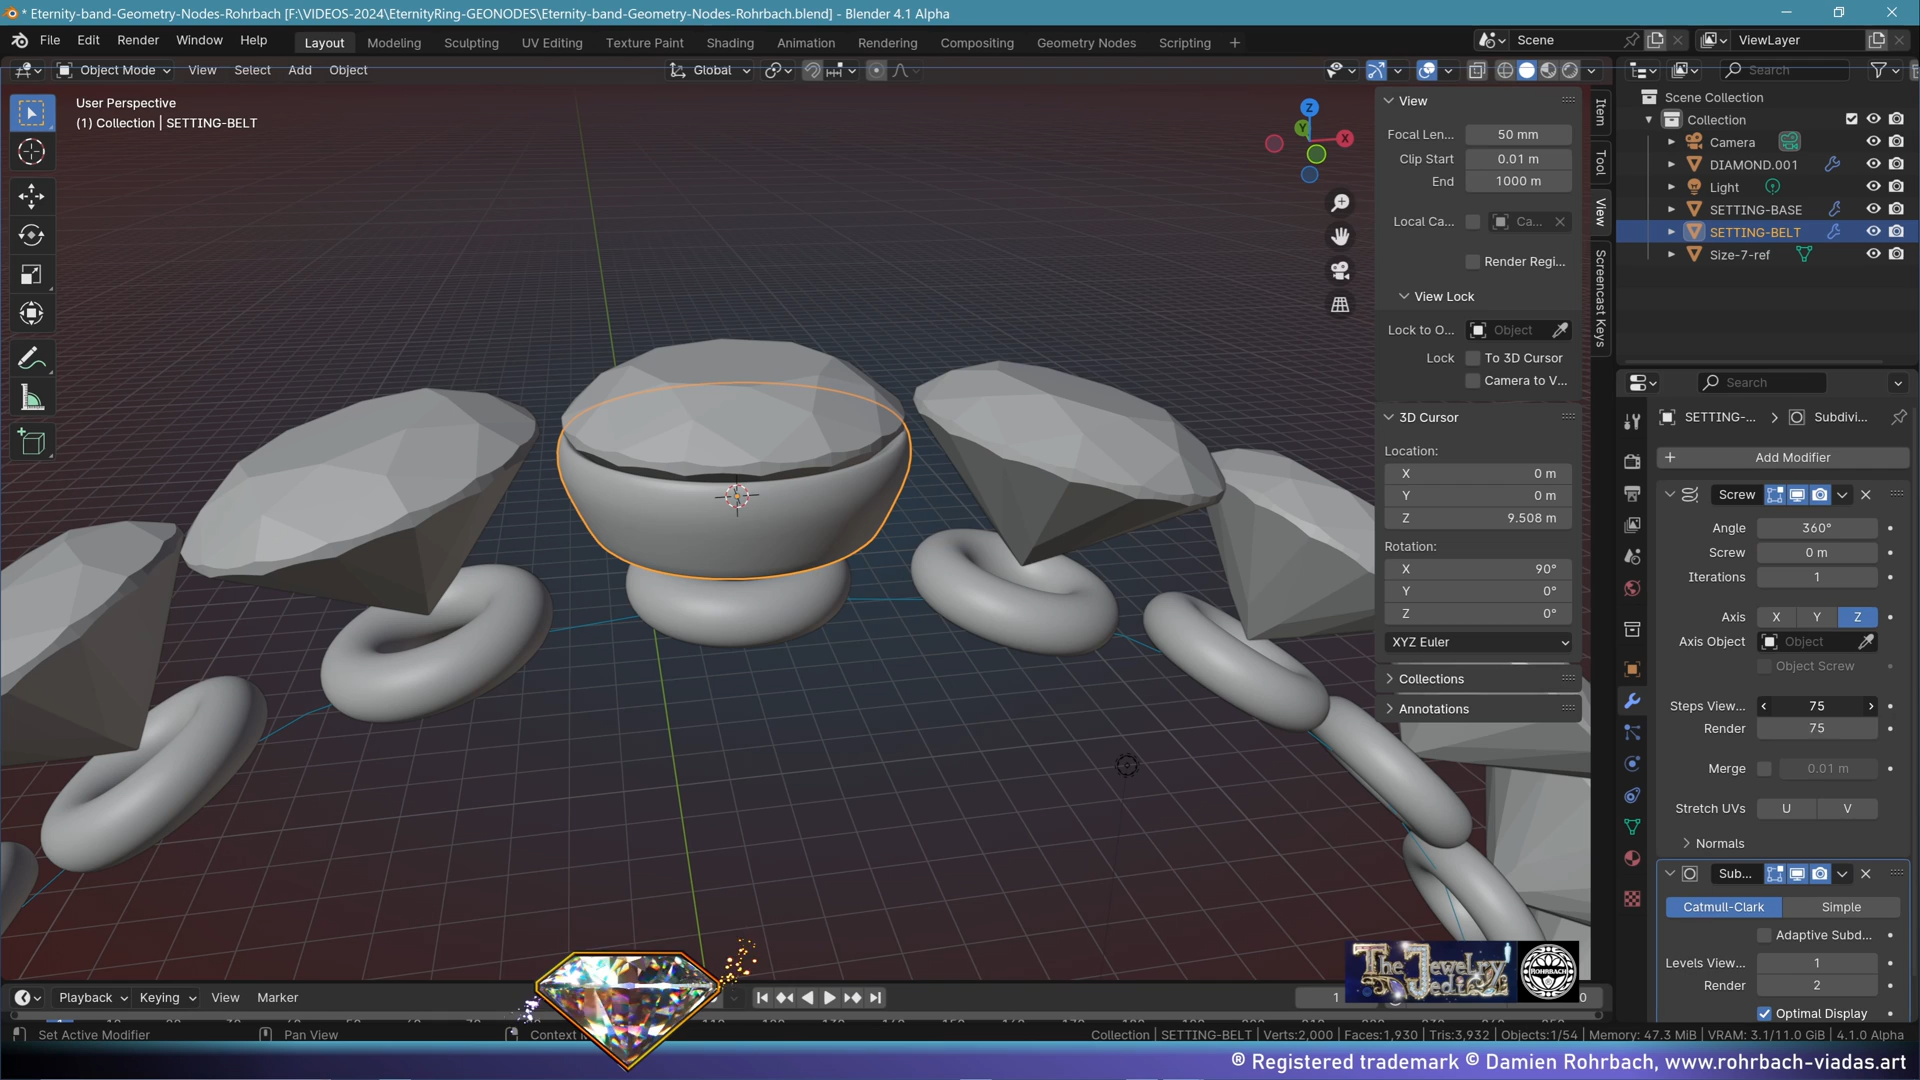 * Eternity-band-Geometry-Nodes-Rohrbach [F:\VIDEOS-2024\EternityRing-GEONODES\Eternity-band-Geometry-Nodes-Rohrbach.blend] - Blender 4.1 Alpha
File Edit Render Window Help Layout Modeling Sculpting UV Editing Texture Paint Shading Animation Rendering Compositing Geometry Nodes Scripting + Scene ViewLayer
Object Mode View Select Add Object Global Search
User Perspective
(1) Collection | SETTING-BELT
Z
Y
X
View
Focal Len... 50 mm
Clip Start 0.01 m
End 1000 m
Local Ca... Ca...
Render Regi...
View Lock
Lock to O... Object
Lock To 3D Cursor
Camera to V...
3D Cursor
Location:
X 0 m
Y 0 m
Z 9.508 m
Rotation:
X 90°
Y 0°
Z 0°
XYZ Euler
Collections
Annotations
Item
Tool
View
Screencast Keys
Scene Collection
Collection
Camera
DIAMOND.001
Light
SETTING-BASE
SETTING-BELT
Size-7-ref
Search
SETTING-... > Subdivi...
+ Add Modifier
Screw
Angle 360°
Screw 0 m
Iterations 1
Axis X Y Z
Axis Object Object
Object Screw
Steps View... 75
Render 75
Merge 0.01 m
Stretch UVs U V
Normals
Sub...
Catmull-Clark Simple
Adaptive Subd...
Levels View... 1
Render 2
Optimal Display
The Jewelry
ROHRBACH
Playback Keying View Marker 1
Set Active Modifier Pan View Context
Collection | SETTING-BELT | Verts:2,000 | Faces:1,930 | Tris:3,932 | Objects:1/54 | Memory: 47.3 MiB | VRAM: 3.1/11.0 GiB | 4.1.0 Alpha
® Registered trademark © Damien Rohrbach, www.rohrbach-viadas.art